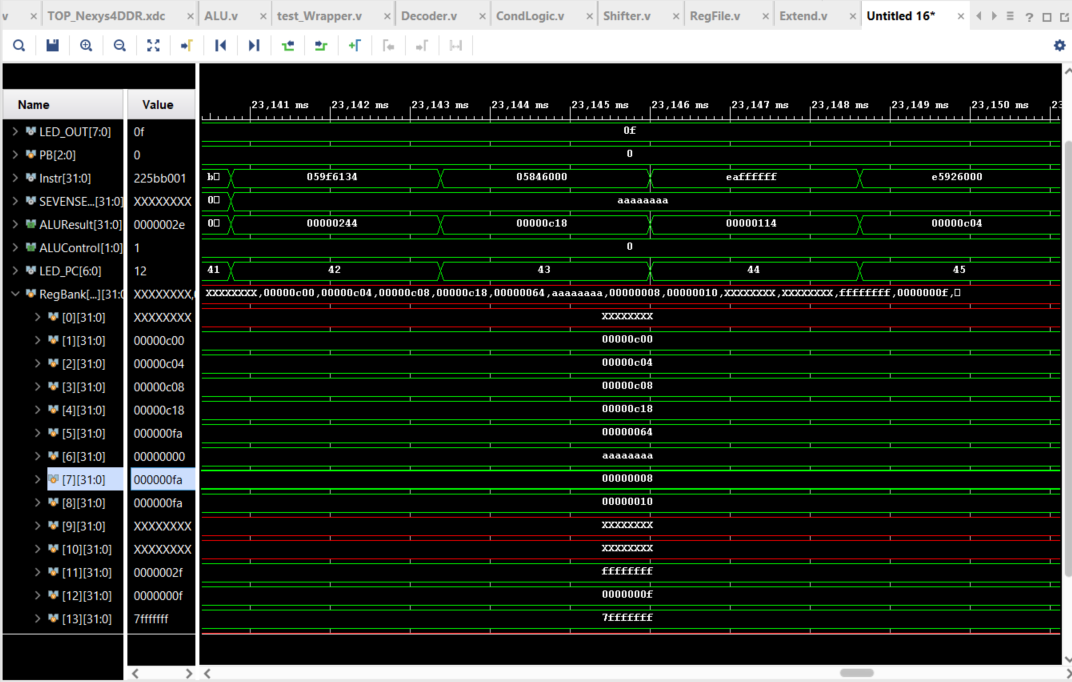 v × TOP_Nexys4DDR.xdc × ALU.v × test_Wrapper.v × Decoder.v × CondLogic.v × Shifter.v × RegFile.v × Extend.v × Untitled 16* ×
Name Value 23,141 ms 23,142 ms 23,143 ms 23,144 ms 23,145 ms 23,146 ms 23,147 ms 23,148 ms 23,149 ms 23,150 ms 23
LED_OUT[7:0] 0f 0f
PB[2:0] 0 0
Instr[31:0] 225bb001 b 059f6134 05846000 eaffffff e5926000
SEVENSE...[31:0] XXXXXXXX 0 aaaaaaaa
ALUResult[31:0] 0000002e 0 00000244 00000c18 00000114 00000c04
ALUControl[1:0] 1 0
LED_PC[6:0] 12 41 42 43 44 45
RegBank[...][31:0 XXXXXXXX, XXXXXXXX,00000c00,00000c04,00000c08,00000c18,00000064,aaaaaaaa,00000008,00000010,XXXXXXXX,XXXXXXXX,ffffffff,0000000f,
[0][31:0] XXXXXXXX XXXXXXXX
[1][31:0] 00000c00 00000c00
[2][31:0] 00000c04 00000c04
[3][31:0] 00000c08 00000c08
[4][31:0] 00000c18 00000c18
[5][31:0] 000000fa 00000064
[6][31:0] 00000000 aaaaaaaa
[7][31:0] 000000fa 00000008
[8][31:0] 000000fa 00000010
[9][31:0] XXXXXXXX XXXXXXXX
[10][31:0] XXXXXXXX XXXXXXXX
[11][31:0] 0000002f ffffffff
[12][31:0] 0000000f 0000000f
[13][31:0] 7fffffff 7fffffff